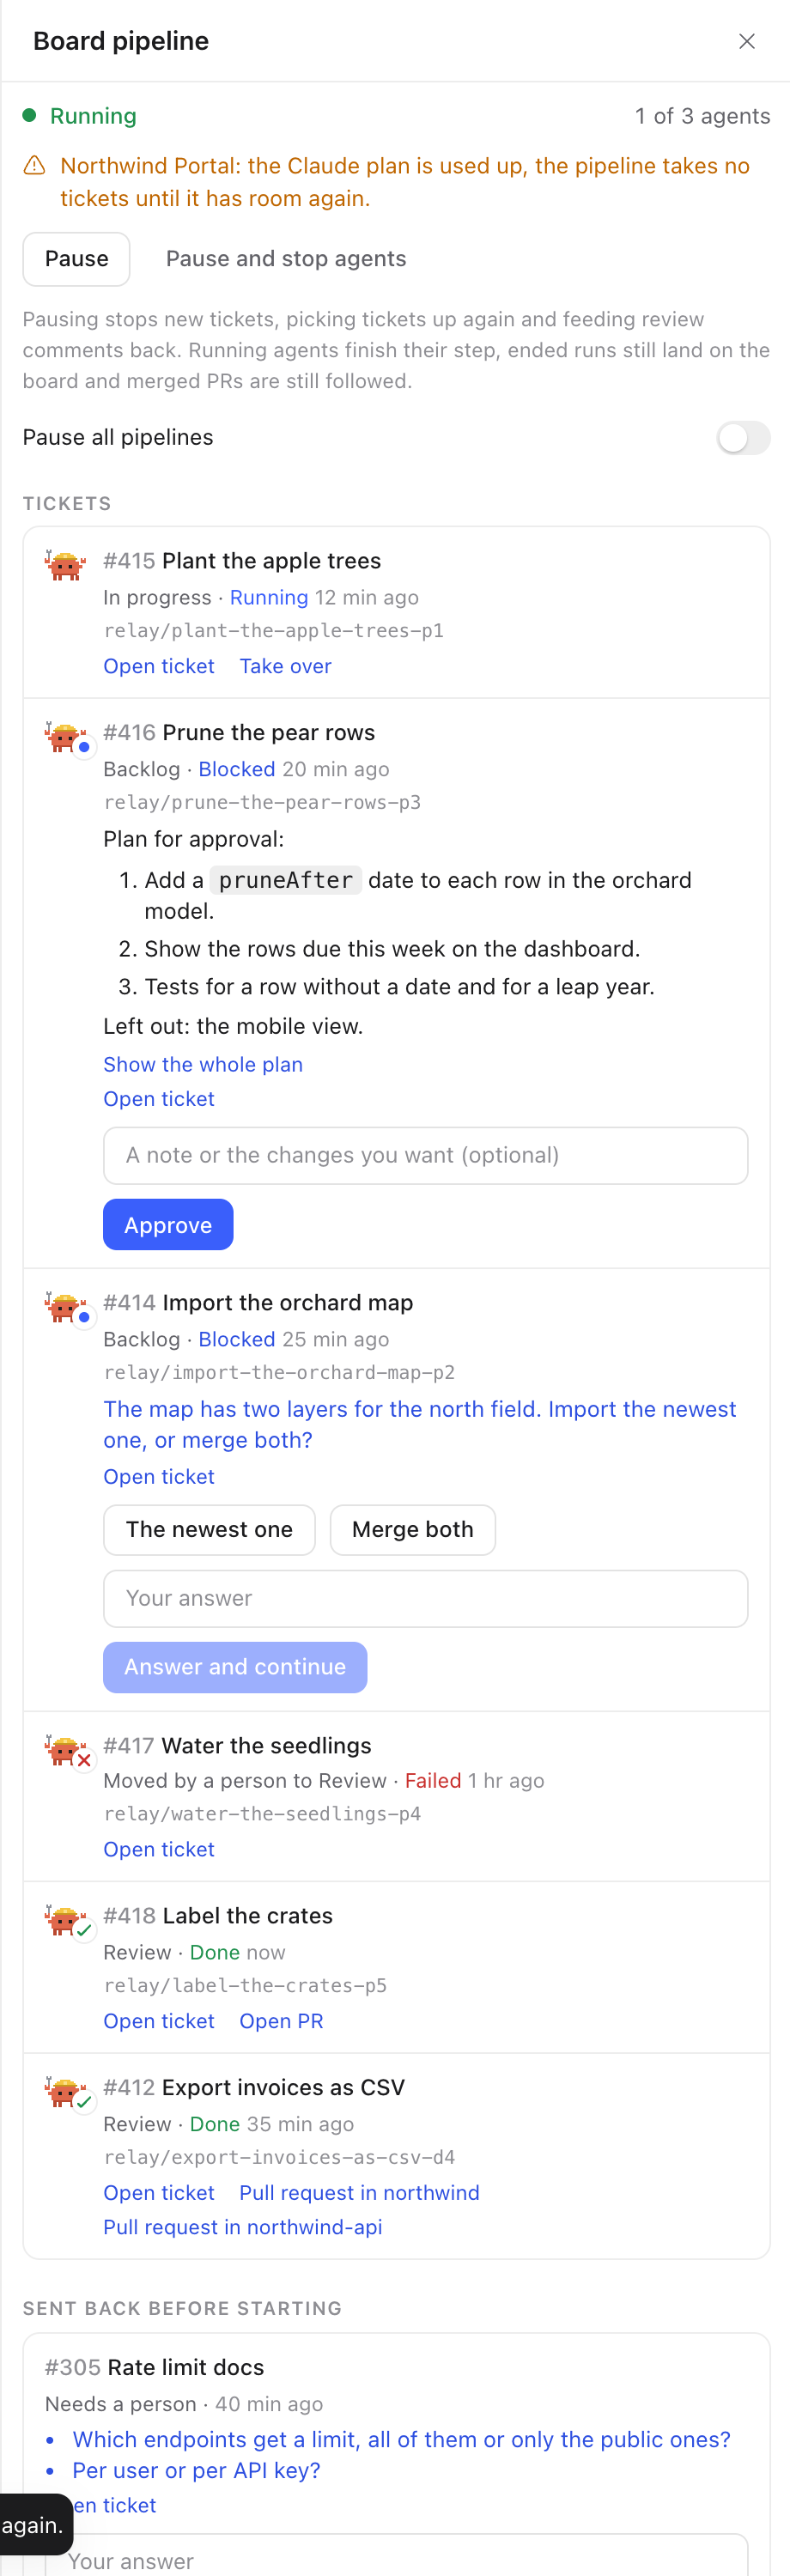 Board pipeline
Running
1 of 3 agents
Northwind Portal: the Claude plan is used up, the pipeline takes no
tickets until it has room again.
Pause
Pause and stop agents
Pausing stops new tickets, picking tickets up again and feeding review
comments back. Running agents finish their step, ended runs still land on the
board and merged PRs are still followed.
Pause all pipelines
TICKETS
#415 Plant the apple trees
In progress · Running 12 min ago
relay/plant-the-apple-trees-p1
Open ticket Take over
#416 Prune the pear rows
Backlog · Blocked 20 min ago
relay/prune-the-pear-rows-p3
Plan for approval:
1. Add a pruneAfter date to each row in the orchard
model.
2. Show the rows due this week on the dashboard.
3. Tests for a row without a date and for a leap year.
Left out: the mobile view.
Show the whole plan
Open ticket
A note or the changes you want (optional)
Approve
#414 Import the orchard map
Backlog · Blocked 25 min ago
relay/import-the-orchard-map-p2
The map has two layers for the north field. Import the newest
one, or merge both?
Open ticket
The newest one
Merge both
Your answer
Answer and continue
#417 Water the seedlings
Moved by a person to Review · Failed 1 hr ago
relay/water-the-seedlings-p4
Open ticket
#418 Label the crates
Review · Done now
relay/label-the-crates-p5
Open ticket Open PR
#412 Export invoices as CSV
Review · Done 35 min ago
relay/export-invoices-as-csv-d4
Open ticket Pull request in northwind
Pull request in northwind-api
SENT BACK BEFORE STARTING
#305 Rate limit docs
Needs a person · 40 min ago
• Which endpoints get a limit, all of them or only the public ones?
• Per user or per API key?
en ticket
again.
Your answer